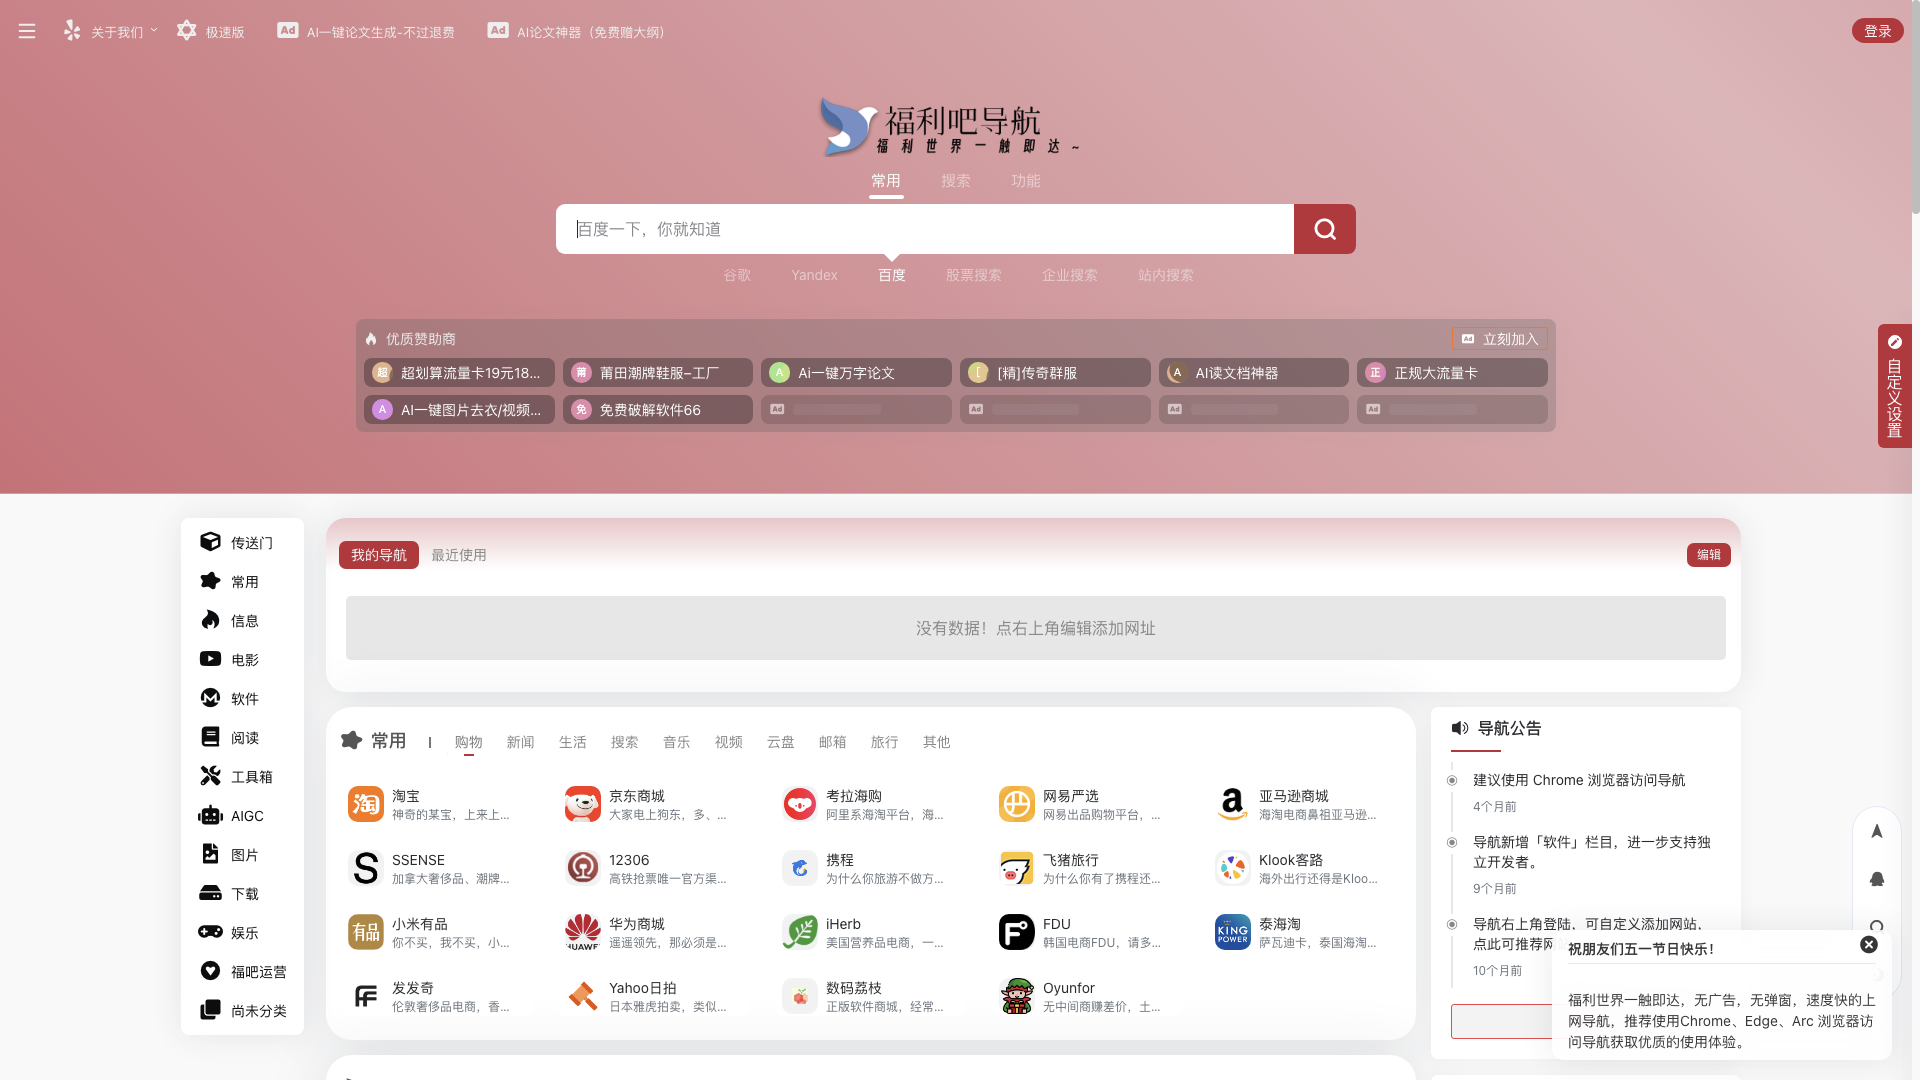 关于我们
极速版
Ad AI一键论文生成-不过退费
Ad AI论文神器（免费赠大纲）
登录
福利吧导航
福利世界一触即达~
常用 搜索 功能
百度一下，你就知道
谷歌 Yandex 百度 股票搜索 企业搜索 站内搜索
优质赞助商
Ad 立刻加入
超 超划算流量卡19元18...
莆 莆田潮牌鞋服–工厂
A Ai一键万字论文
[ [精]传奇群服
A AI读文档神器
正 正规大流量卡
A AI一键图片去衣/视频...
免 免费破解软件66
Ad
Ad
Ad
Ad
自定义设置
传送门
常用
信息
电影
软件
阅读
工具箱
AIGC
图片
下载
娱乐
福吧运营
尚未分类
我的导航 最近使用
编辑
没有数据！点右上角编辑添加网址
常用
购物 新闻 生活 搜索 音乐 视频 云盘 邮箱 旅行 其他
淘
淘宝
神奇的某宝，上来上...
京东商城
大家电上狗东，多、...
考拉海购
阿里系海淘平台，海...
网易严选
网易出品购物平台，...
a
亚马逊商城
海淘电商鼻祖亚马逊...
S
SSENSE
加拿大奢侈品、潮牌...
12306
高铁抢票唯一官方渠...
携程
为什么你旅游不做方...
飞猪旅行
为什么你有了携程还...
Klook客路
海外出行还得是Kloo...
有品
小米有品
你不买，我不买，小...
HUAWEI
华为商城
遥遥领先，那必须是...
iHerb
美国营养品电商，一...
FDU
韩国电商FDU，请多...
KING POWER
泰海淘
萨瓦迪卡，泰国海淘...
发发奇
伦敦奢侈品电商，香...
Yahoo日拍
日本雅虎拍卖，类似...
数码荔枝
正版软件商城，经常...
Oyunfor
无中间商赚差价，土...
导航公告
建议使用 Chrome 浏览器访问导航
4个月前
导航新增「软件」栏目，进一步支持独
立开发者。
9个月前
导航右上角登陆，可自定义添加网站，
点此可推荐网
10个月前
祝朋友们五一节日快乐！
福利世界一触即达，无广告，无弹窗，速度快的上
网导航，推荐使用Chrome、Edge、Arc 浏览器访
问导航获取优质的使用体验。